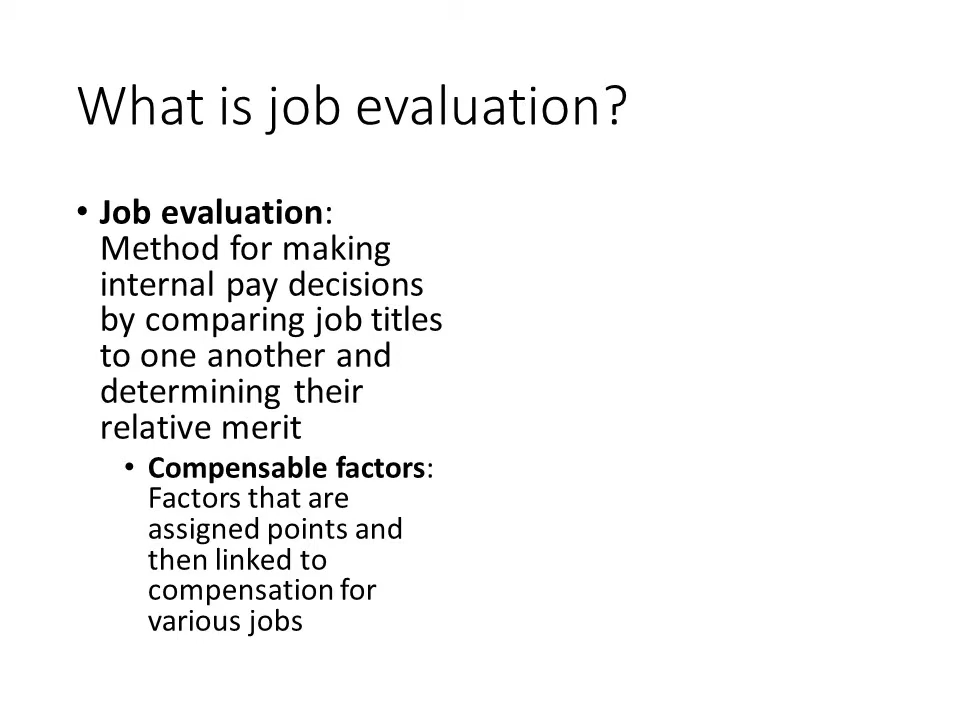 What is job evaluation?
• Job evaluation:
Method for making
internal pay decisions
by comparing job titles
to one another and
determining their
relative merit
• Compensable factors:
Factors that are
assigned points and
then linked to
compensation for
various jobs